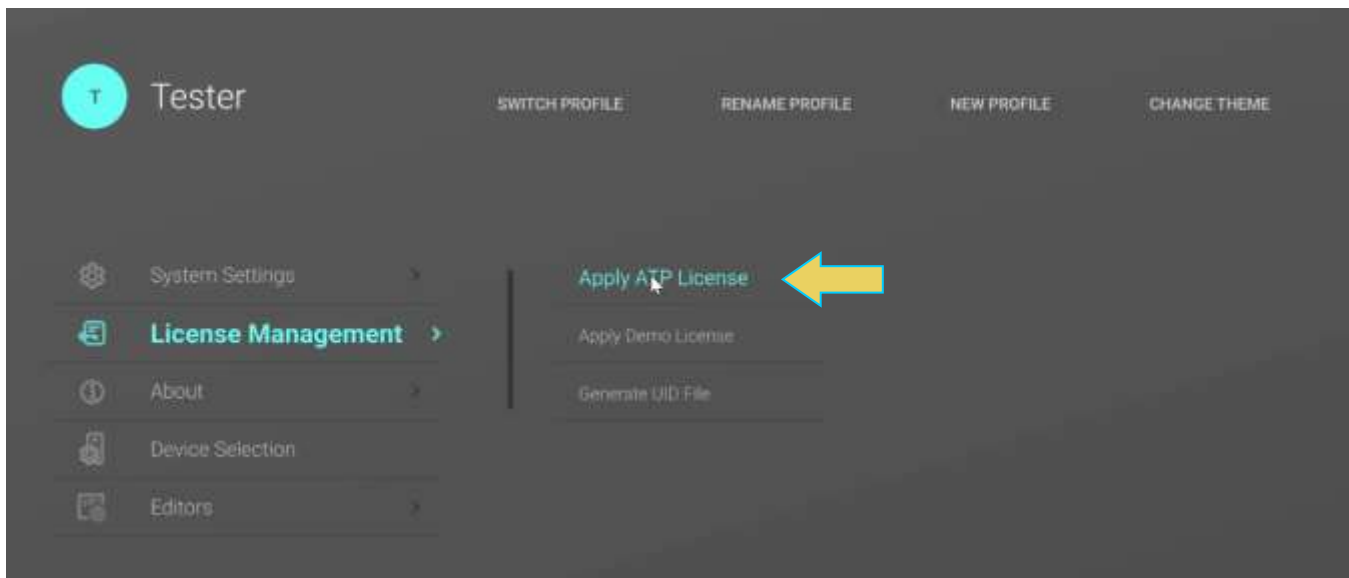 T
Tester
SWITCH PROFILE
RENAME PROFILE
NEW PROFILE
CHANGE THEME
System Settings
License Management
About
Device Selection
Editors
Apply ATP License
Apply Demo License
Generate UID File